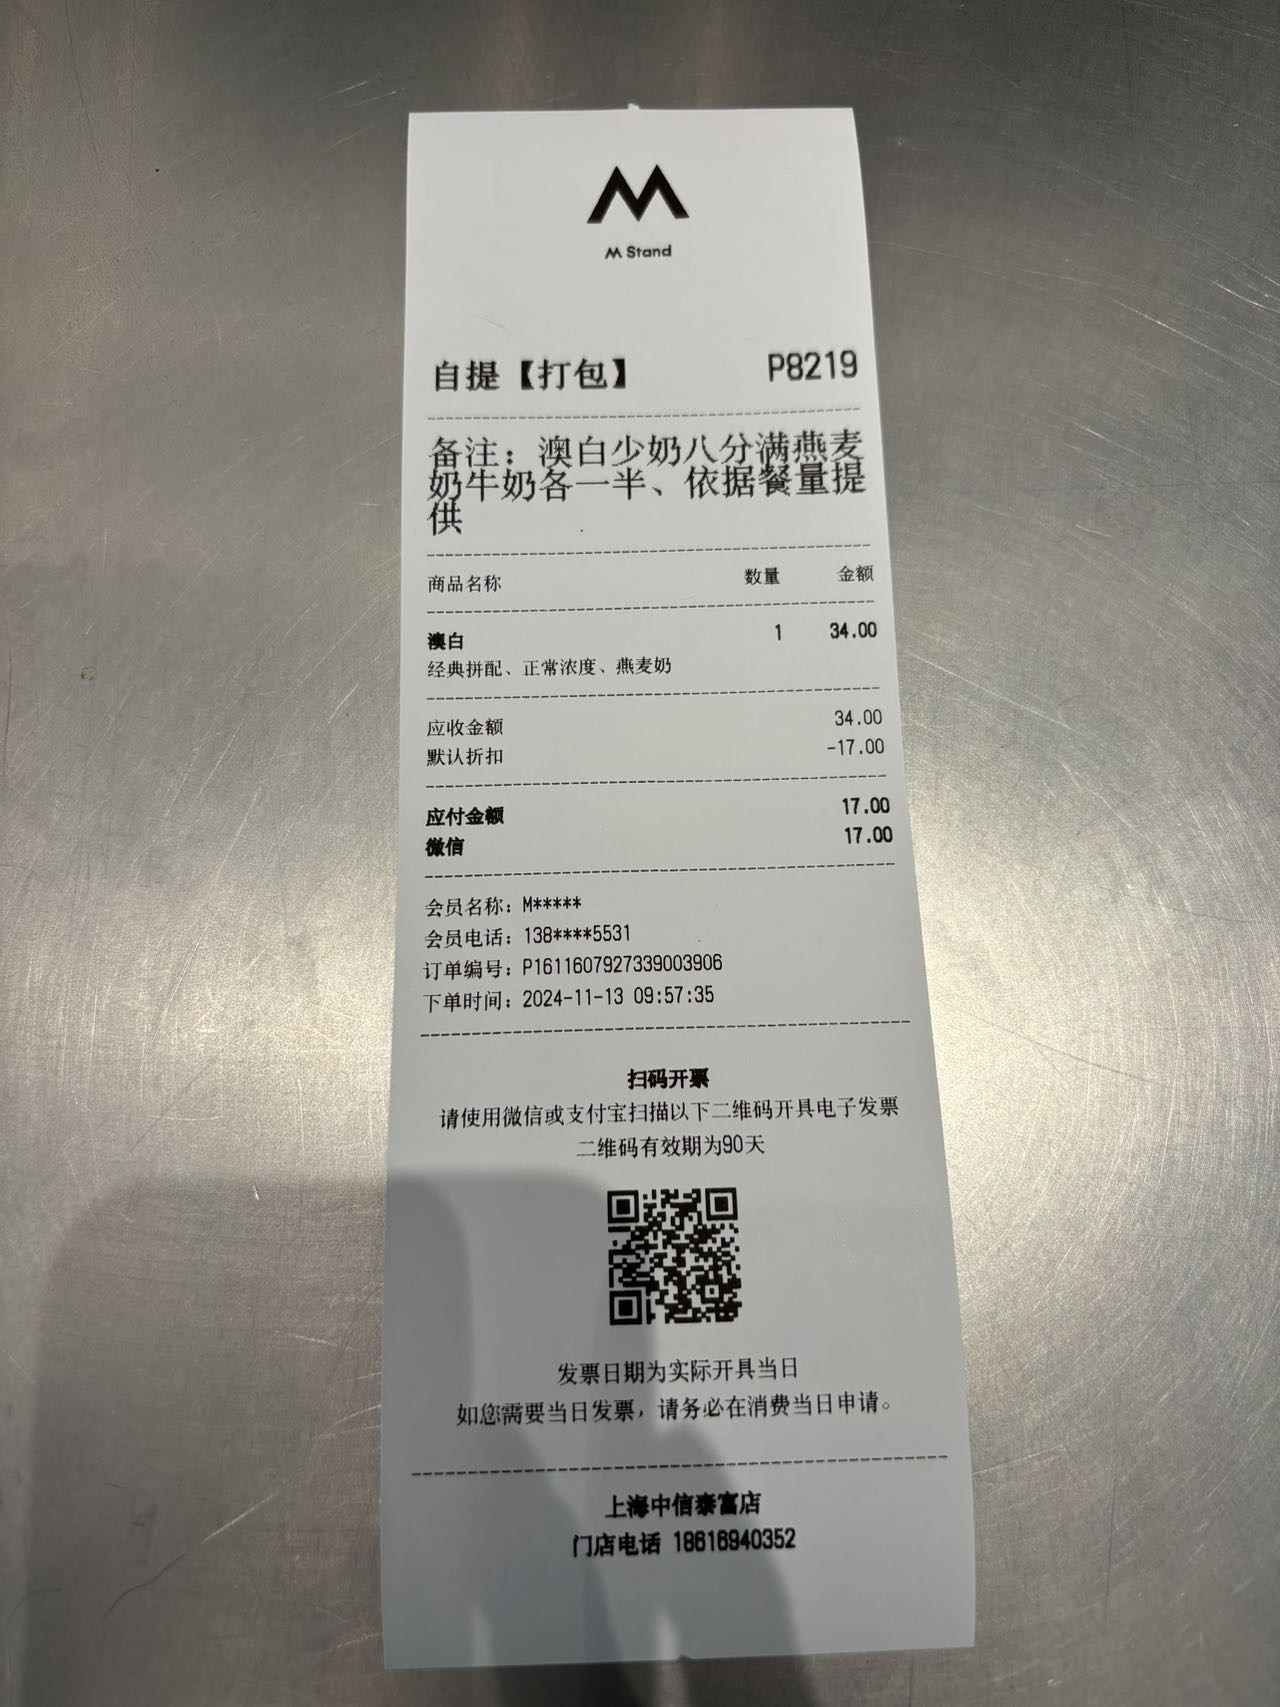 M
M Stand
自提【打包】 P8219
备注：澳白少奶八分满燕麦
奶牛奶各一半、依据餐量提
供
商品名称 数量 金额
澳白 1 34.00
经典拼配、正常浓度、燕麦奶
应收金额 34.00
默认折扣 -17.00
应付金额 17.00
微信 17.00
会员名称：M*****
会员电话：138****5531
订单编号：P1611607927339003906
下单时间：2024-11-13 09:57:35
扫码开票
请使用微信或支付宝扫描以下二维码开具电子发票
二维码有效期为90天
发票日期为实际开具当日
如您需要当日发票，请务必在消费当日申请。
上海中信泰富店
门店电话 18616940352